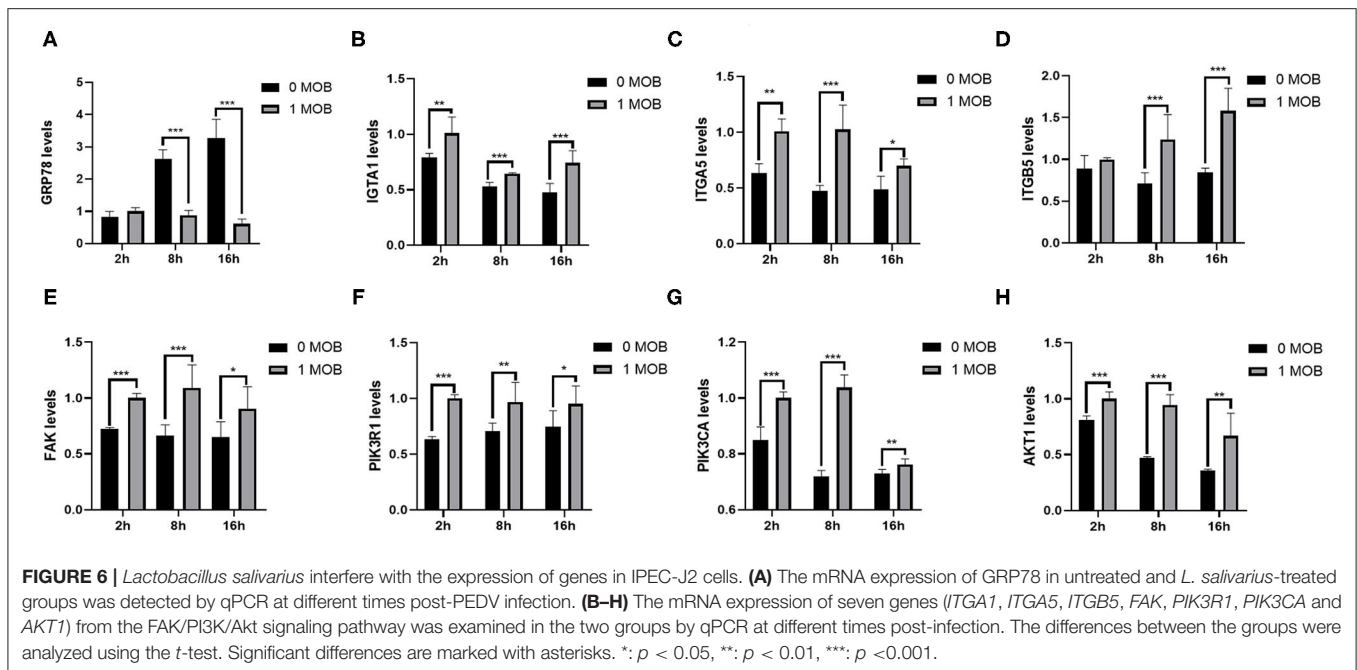 A
GRP78 levels
5
4
3
2
1
0
2h 8h 16h
*** ***
0 MOB
1 MOB
B
IGTA1 levels
1.5
1.0
0.5
0.0
2h 8h 16h
** *** ***
0 MOB
1 MOB
C
ITGA5 levels
1.5
1.0
0.5
0.0
2h 8h 16h
** *** *
0 MOB
1 MOB
D
ITGB5 levels
2.0
1.5
1.0
0.5
0.0
2h 8h 16h
*** ***
0 MOB
1 MOB
E
FAK levels
1.5
1.0
0.5
0.0
2h 8h 16h
*** *** *
0 MOB
1 MOB
F
PIK3R1 levels
1.5
1.0
0.5
0.0
2h 8h 16h
*** ** *
0 MOB
1 MOB
G
PIK3CA levels
1.2
1.0
0.8
0.6
2h 8h 16h
*** *** **
0 MOB
1 MOB
H
AKT1 levels
1.5
1.0
0.5
0.0
2h 8h 16h
*** *** **
0 MOB
1 MOB
FIGURE 6 | Lactobacillus salivarius interfere with the expression of genes in IPEC-J2 cells. (A) The mRNA expression of GRP78 in untreated and L. salivarius-treated
groups was detected by qPCR at different times post-PEDV infection. (B–H) The mRNA expression of seven genes (ITGA1, ITGA5, ITGB5, FAK, PIK3R1, PIK3CA and
AKT1) from the FAK/PI3K/Akt signaling pathway was examined in the two groups by qPCR at different times post-infection. The differences between the groups were
analyzed using the t-test. Significant differences are marked with asterisks. *: p < 0.05, **: p < 0.01, ***: p <0.001.